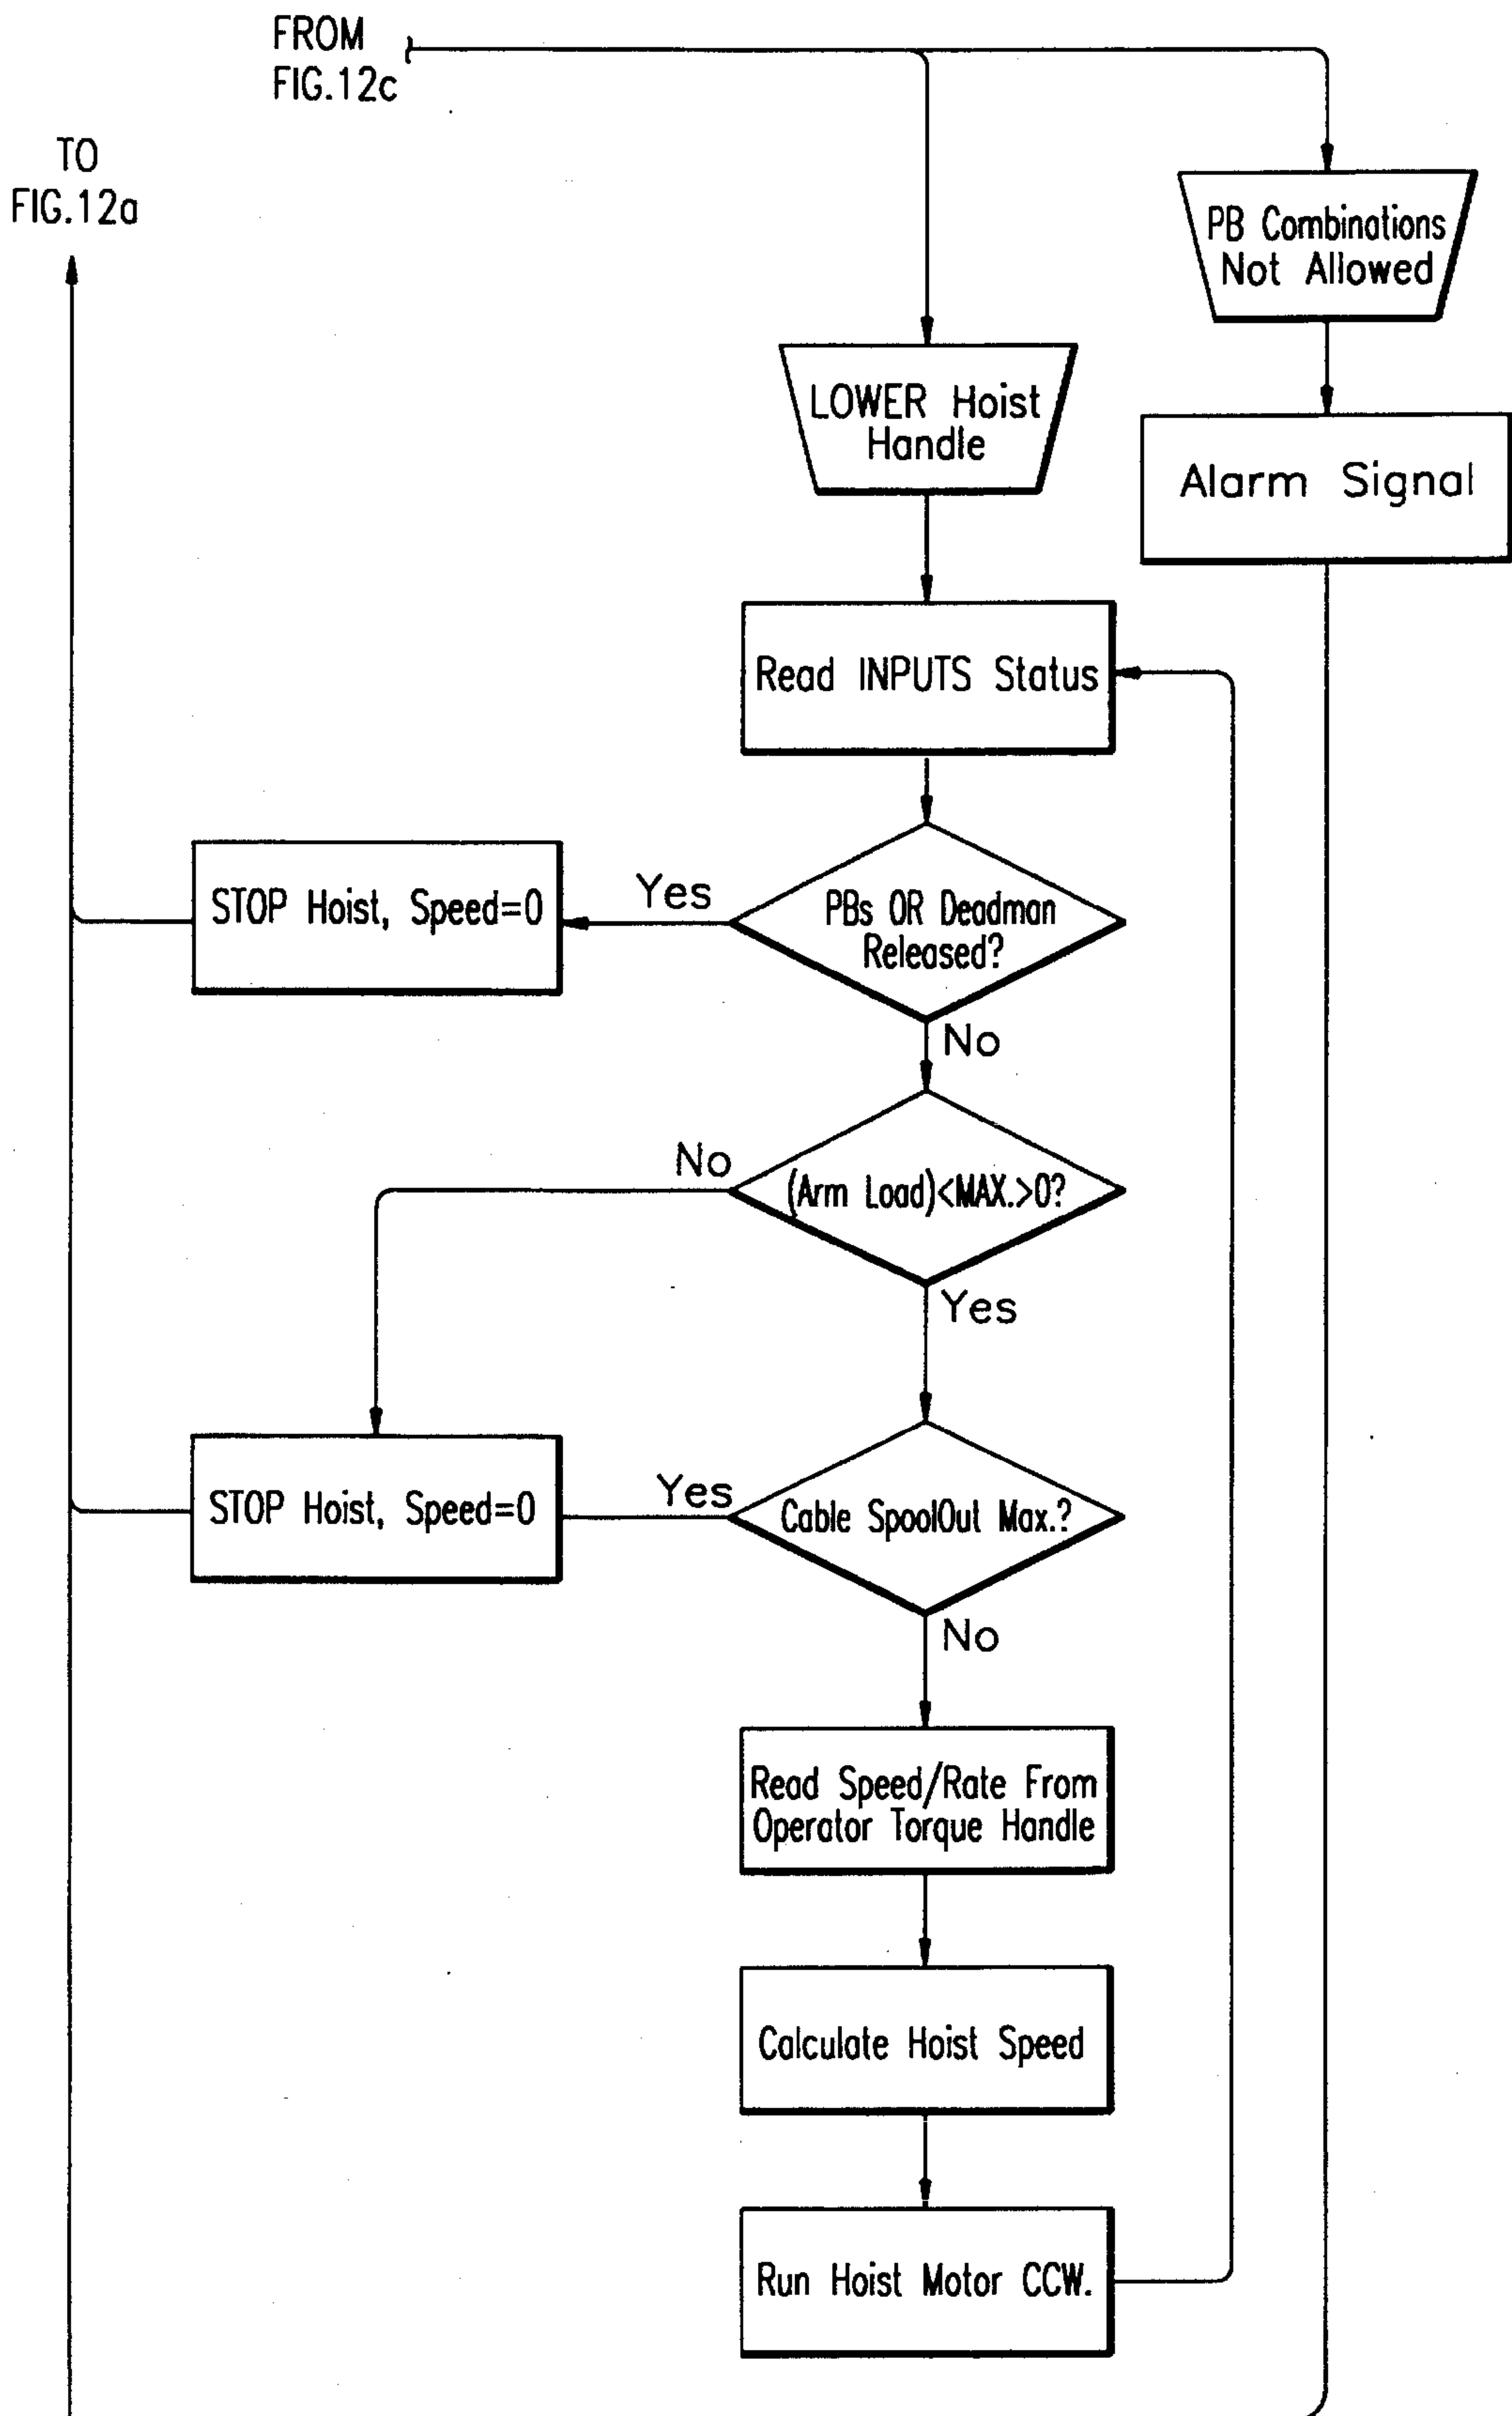 FROM
FIG.12c
TO
FIG.12a
PB Combinations
Not Allowed
LOWER Hoist
Handle
Alarm Signal
Read INPUTS Status
STOP Hoist, Speed=0
Yes
PBs OR Deadman
Released?
No
No
(Arm Load)<MAX.>0?
Yes
STOP Hoist, Speed=0
Yes
Cable SpoolOut Max.?
No
Read Speed/Rate From
Operator Torque Handle
Calculate Hoist Speed
Run Hoist Motor CCW.